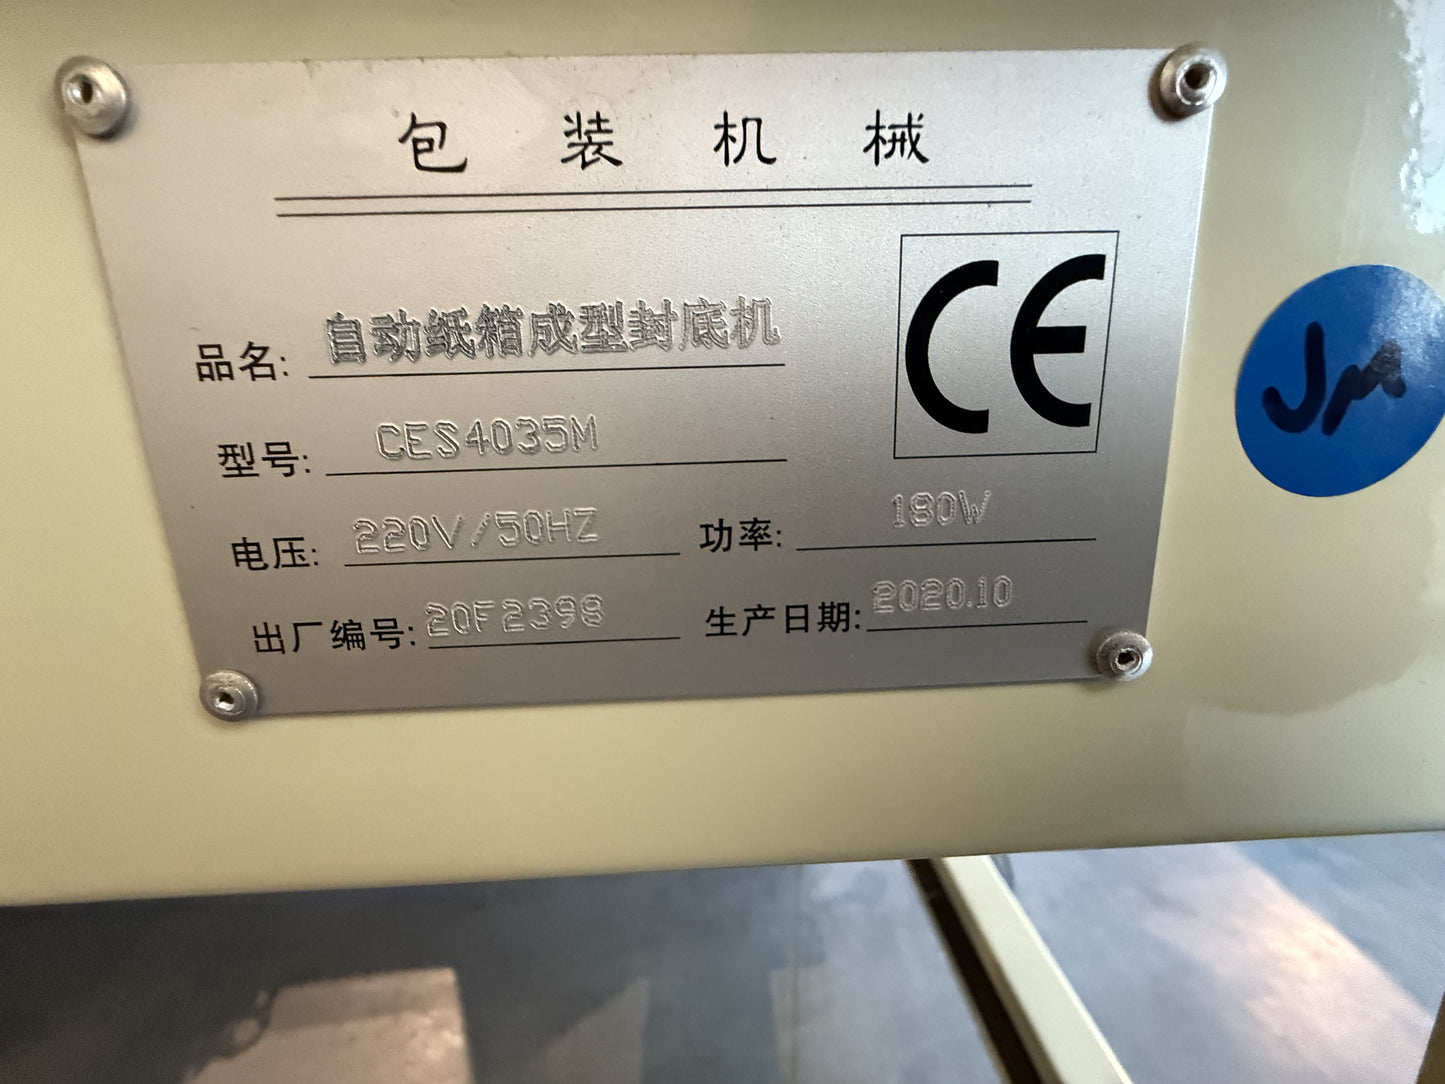 包装机械
CE
品名: 自动纸箱成型封底机
型号: CES4035M
电压: 220V/50HZ 功率: 180W
出厂编号: 20F2398 生产日期: 2020.10
JM